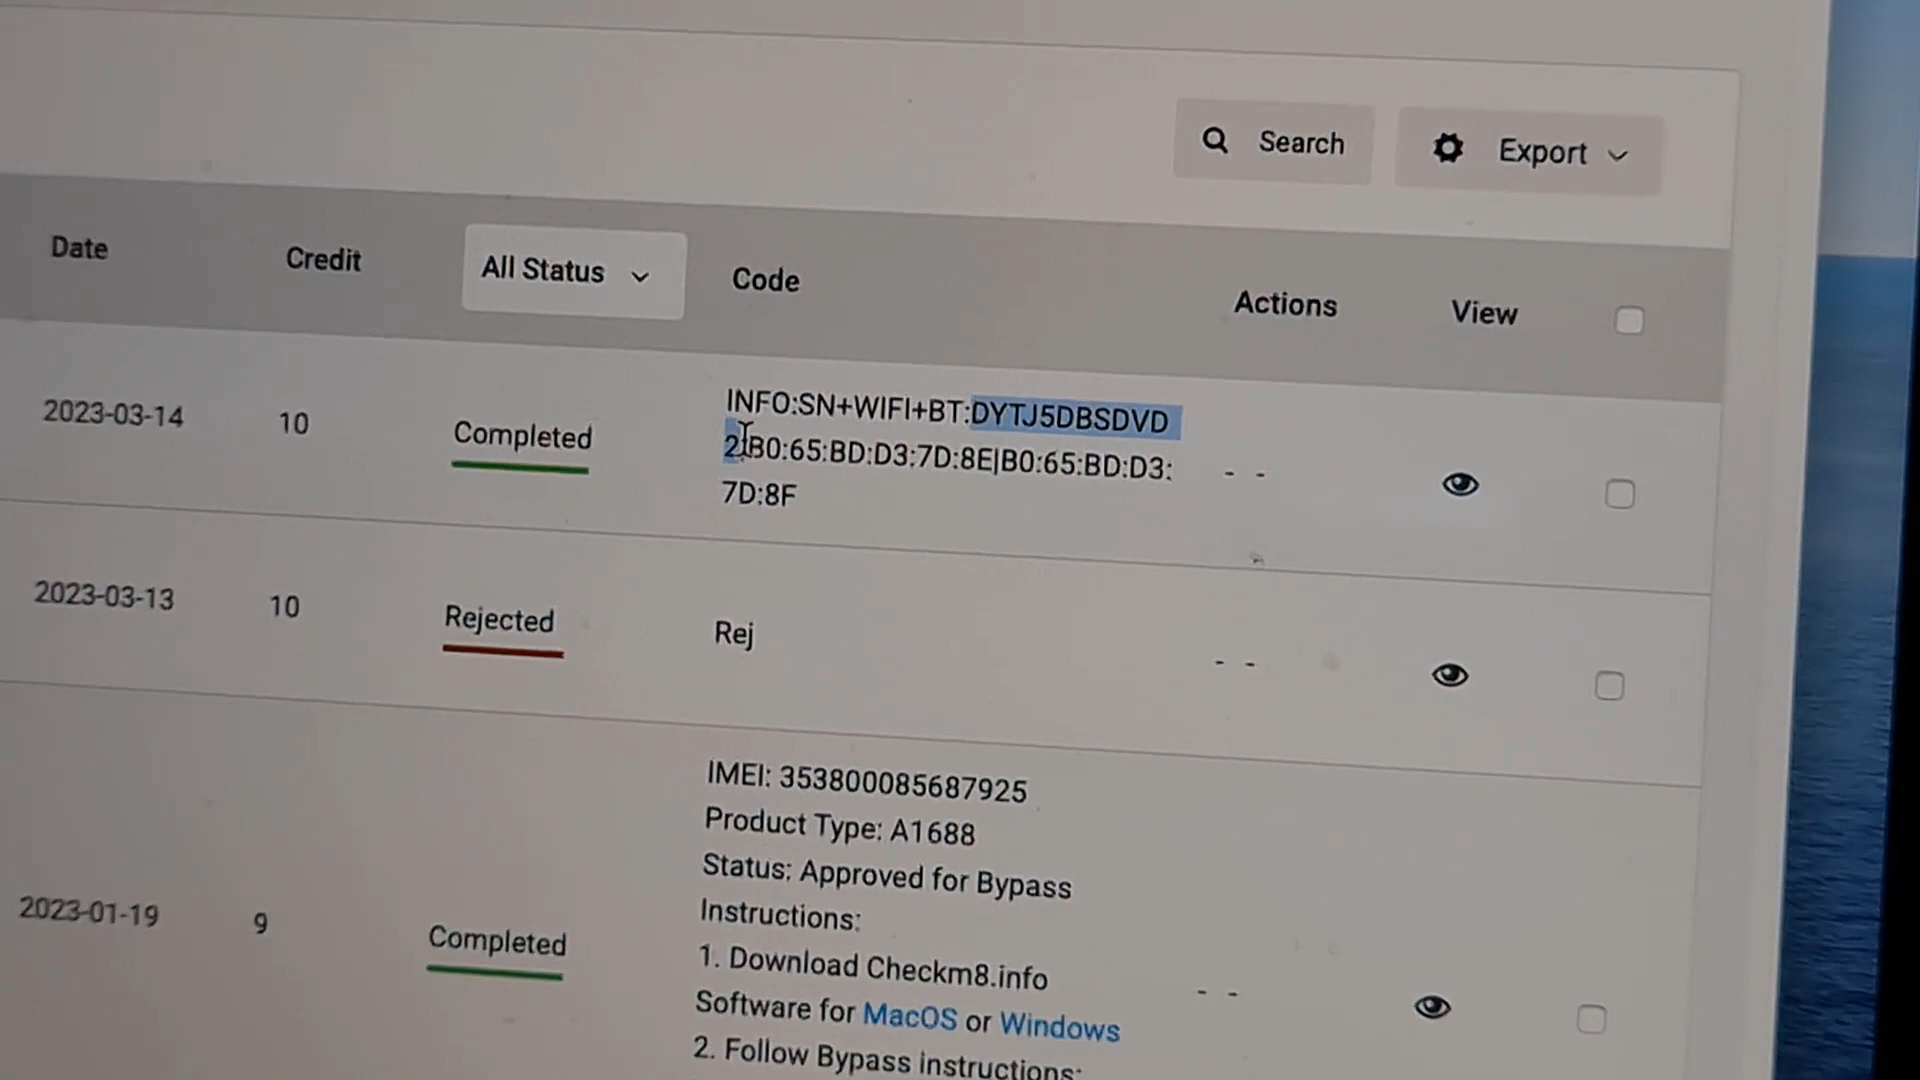 Search
Export
Date
Credit
All Status
Code
Actions
View
2023-03-14
10
Completed
INFO:SN+WIFI+BT:DYTJ5DBSDVD
2|B0:65:BD:D3:7D:8E|B0:65:BD:D3:
7D:8F
- -
2023-03-13
10
Rejected
Rej
- -
2023-01-19
9
Completed
IMEI: 353800085687925
Product Type: A1688
Status: Approved for Bypass
Instructions:
1. Download Checkm8.info
Software for MacOS or Windows
2. Follow Bypass instructions:
- -